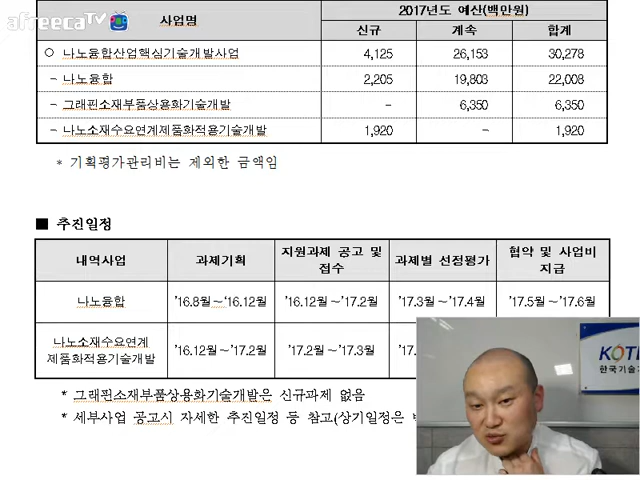 afreecaTV
사업명 2017년도 예산(백만원)
신규 계속 합계
○ 나노융합산업핵심기술개발사업 4,125 26,153 30,278
- 나노융합 2,205 19,803 22,008
- 그래핀소재부품상용화기술개발 - 6,350 6,350
- 나노소재수요연계제품화적용기술개발 1,920 - 1,920
* 기획평가관리비는 제외한 금액임
■ 추진일정
내역사업 과제기획 지원과제 공고 및 접수 과제별 선정평가 협약 및 사업비 지급
나노융합 '16.8월~'16.12월 '16.12월~'17.2월 '17.3월~'17.4월 '17.5월~'17.6월
나노소재수요연계
제품화적용기술개발 '16.12월~'17.2월 '17.2월~'17.3월 '17.
* 그래핀소재부품상용화기술개발은 신규과제 없음
* 세부사업 공고시 자세한 추진일정 등 참고(상기일정은
한국기술